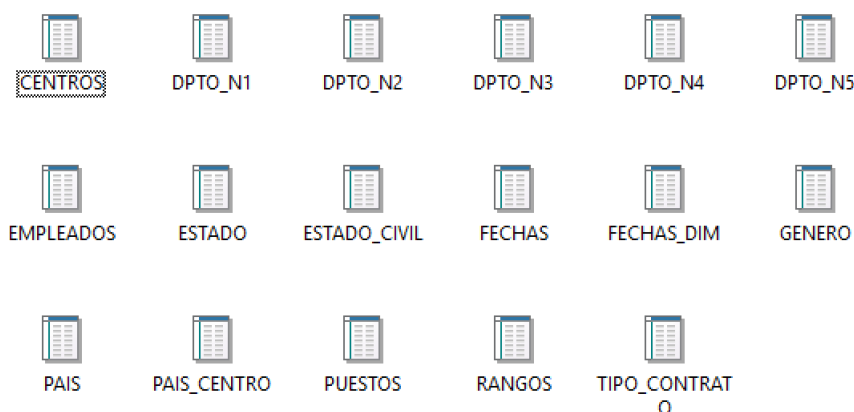 CENTROS DPTO_N1 DPTO_N2 DPTO_N3 DPTO_N4 DPTO_N5
EMPLEADOS ESTADO ESTADO_CIVIL FECHAS FECHAS_DIM GENERO
PAIS PAIS_CENTRO PUESTOS RANGOS TIPO_CONTRAT
O